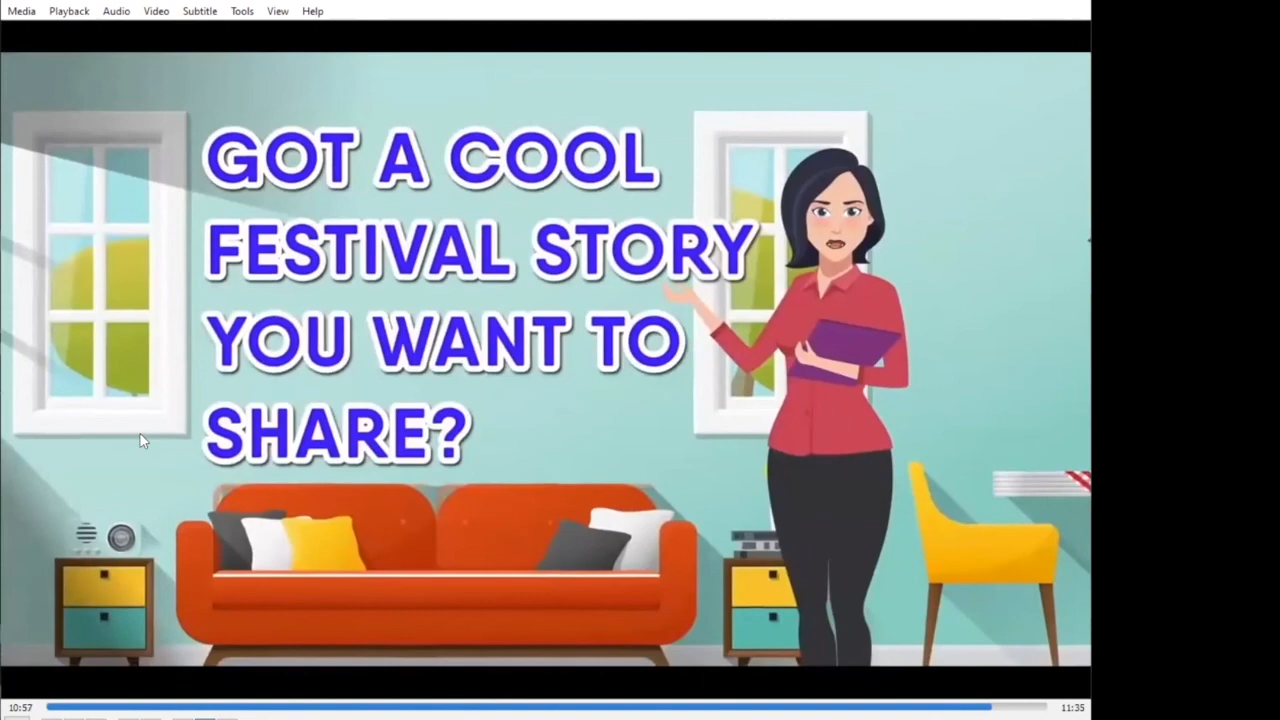 Media Playback Audio Video Subtitle Tools View Help
GOT A COOL
FESTIVAL STORY
YOU WANT TO
SHARE?
10:57 11:35